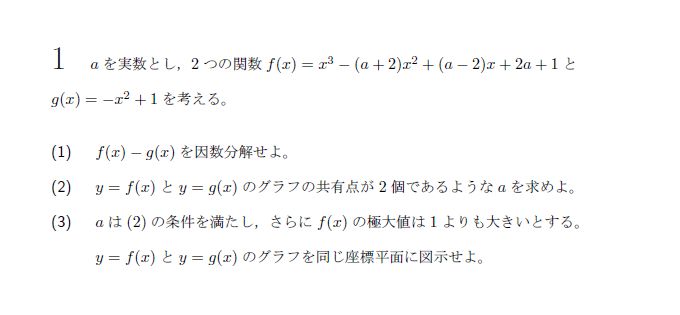 1 a を実数とし，2 つの関数 f(x) = x³ − (a + 2)x² + (a − 2)x + 2a + 1 と
g(x) = −x² + 1 を考える。
(1) f(x) − g(x) を因数分解せよ。
(2) y = f(x) と y = g(x) のグラフの共有点が 2 個であるような a を求めよ。
(3) a は (2) の条件を満たし，さらに f(x) の極大値は 1 よりも大きいとする。
y = f(x) と y = g(x) のグラフを同じ座標平面に図示せよ。